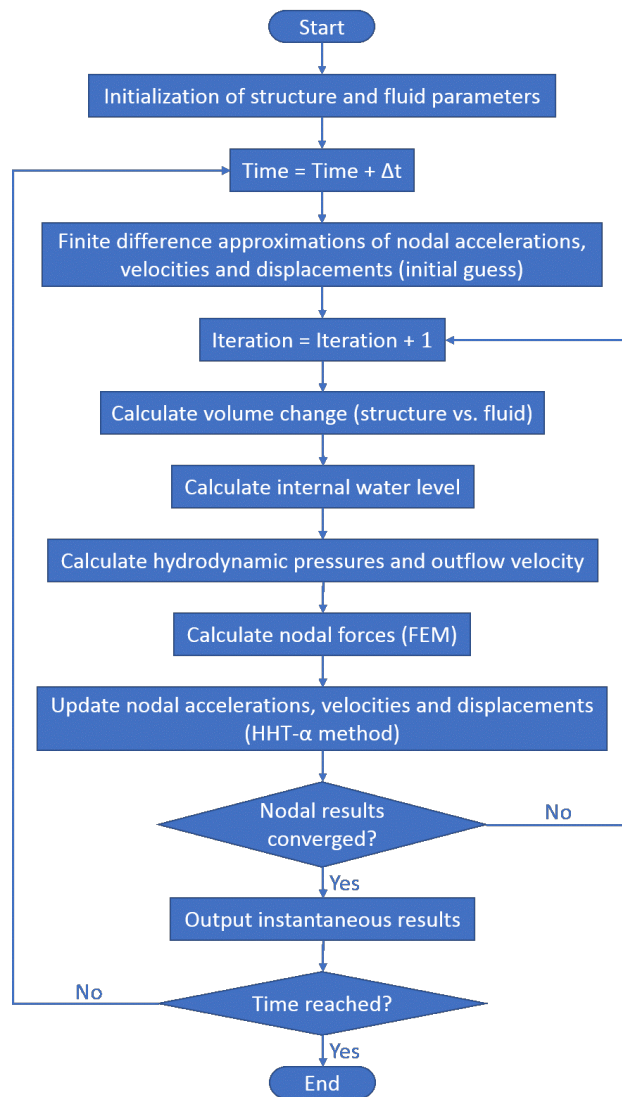 Start
Initialization of structure and fluid parameters
Time = Time + Δt
Finite difference approximations of nodal accelerations,
velocities and displacements (initial guess)
Iteration = Iteration + 1
Calculate volume change (structure vs. fluid)
Calculate internal water level
Calculate hydrodynamic pressures and outflow velocity
Calculate nodal forces (FEM)
Update nodal accelerations, velocities and displacements
(HHT-α method)
Nodal results
converged?
No
Yes
Output instantaneous results
No
Time reached?
Yes
End